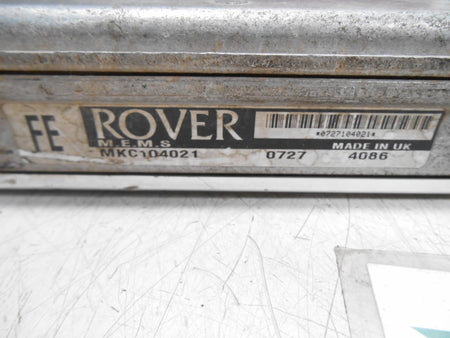 FE
ROVER
M.E.M.S
MKC104021 0727 4086
*0727104021*
MADE IN UK